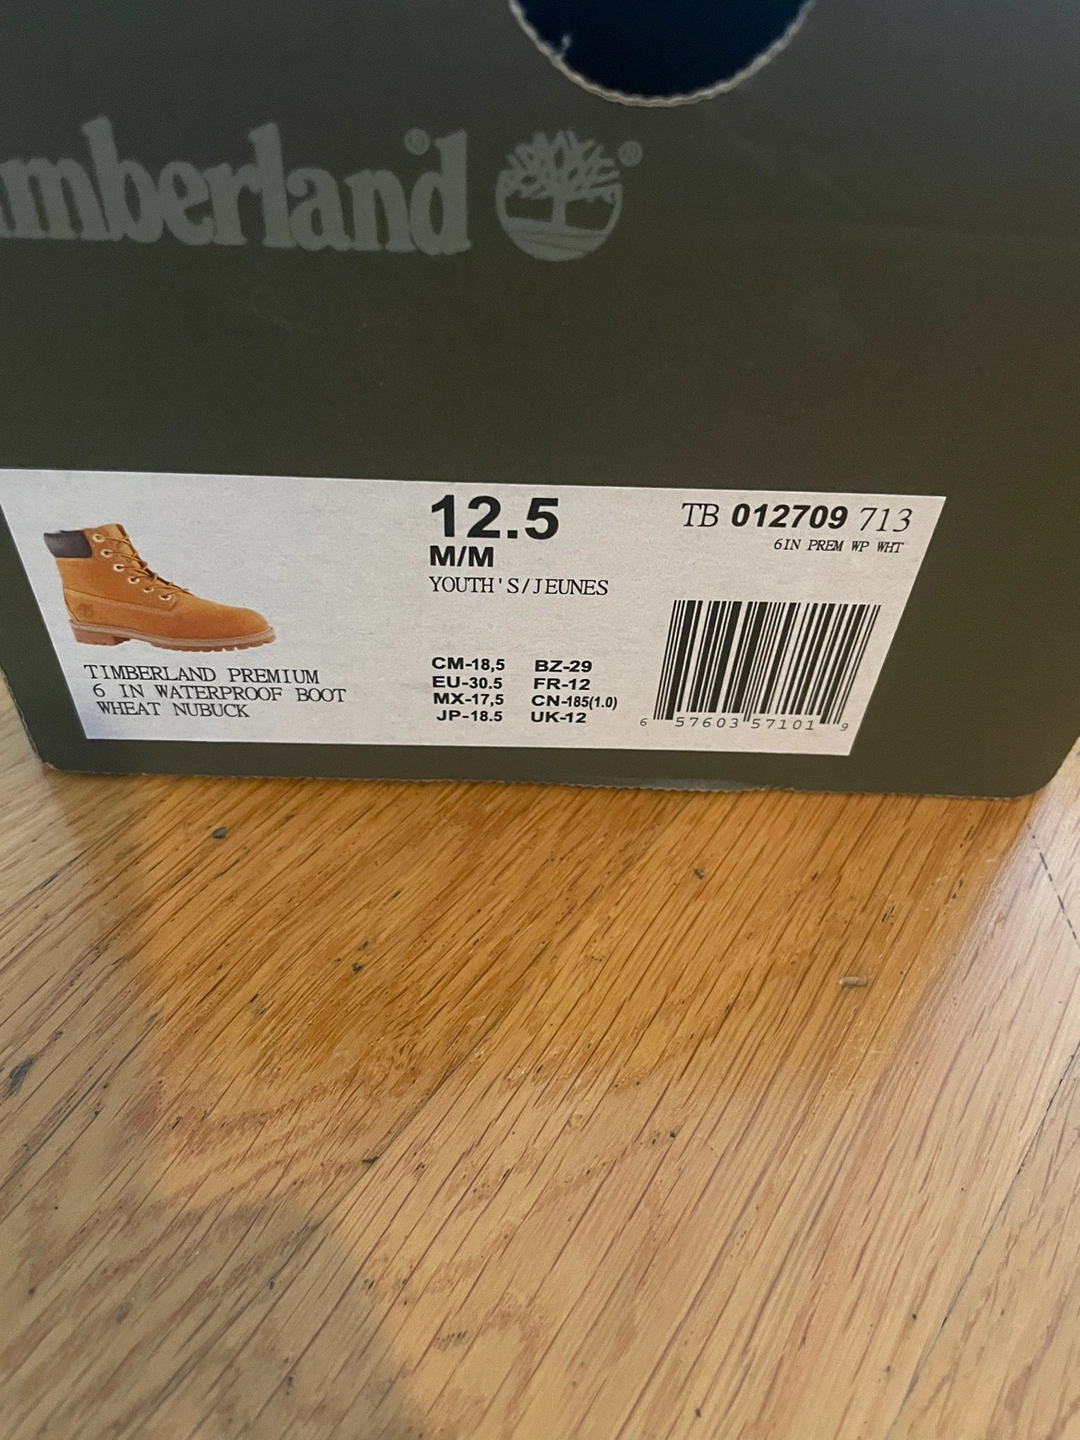 mberland®
®
12.5
M/M
YOUTH'S/JEUNES
TB 012709 713
6IN PREM WP WHT
TIMBERLAND PREMIUM
6 IN WATERPROOF BOOT
WHEAT NUBUCK
CM-18,5 BZ-29
EU-30.5 FR-12
MX-17,5 CN-185(1.0)
JP-18.5 UK-12
6 57603 57101 9